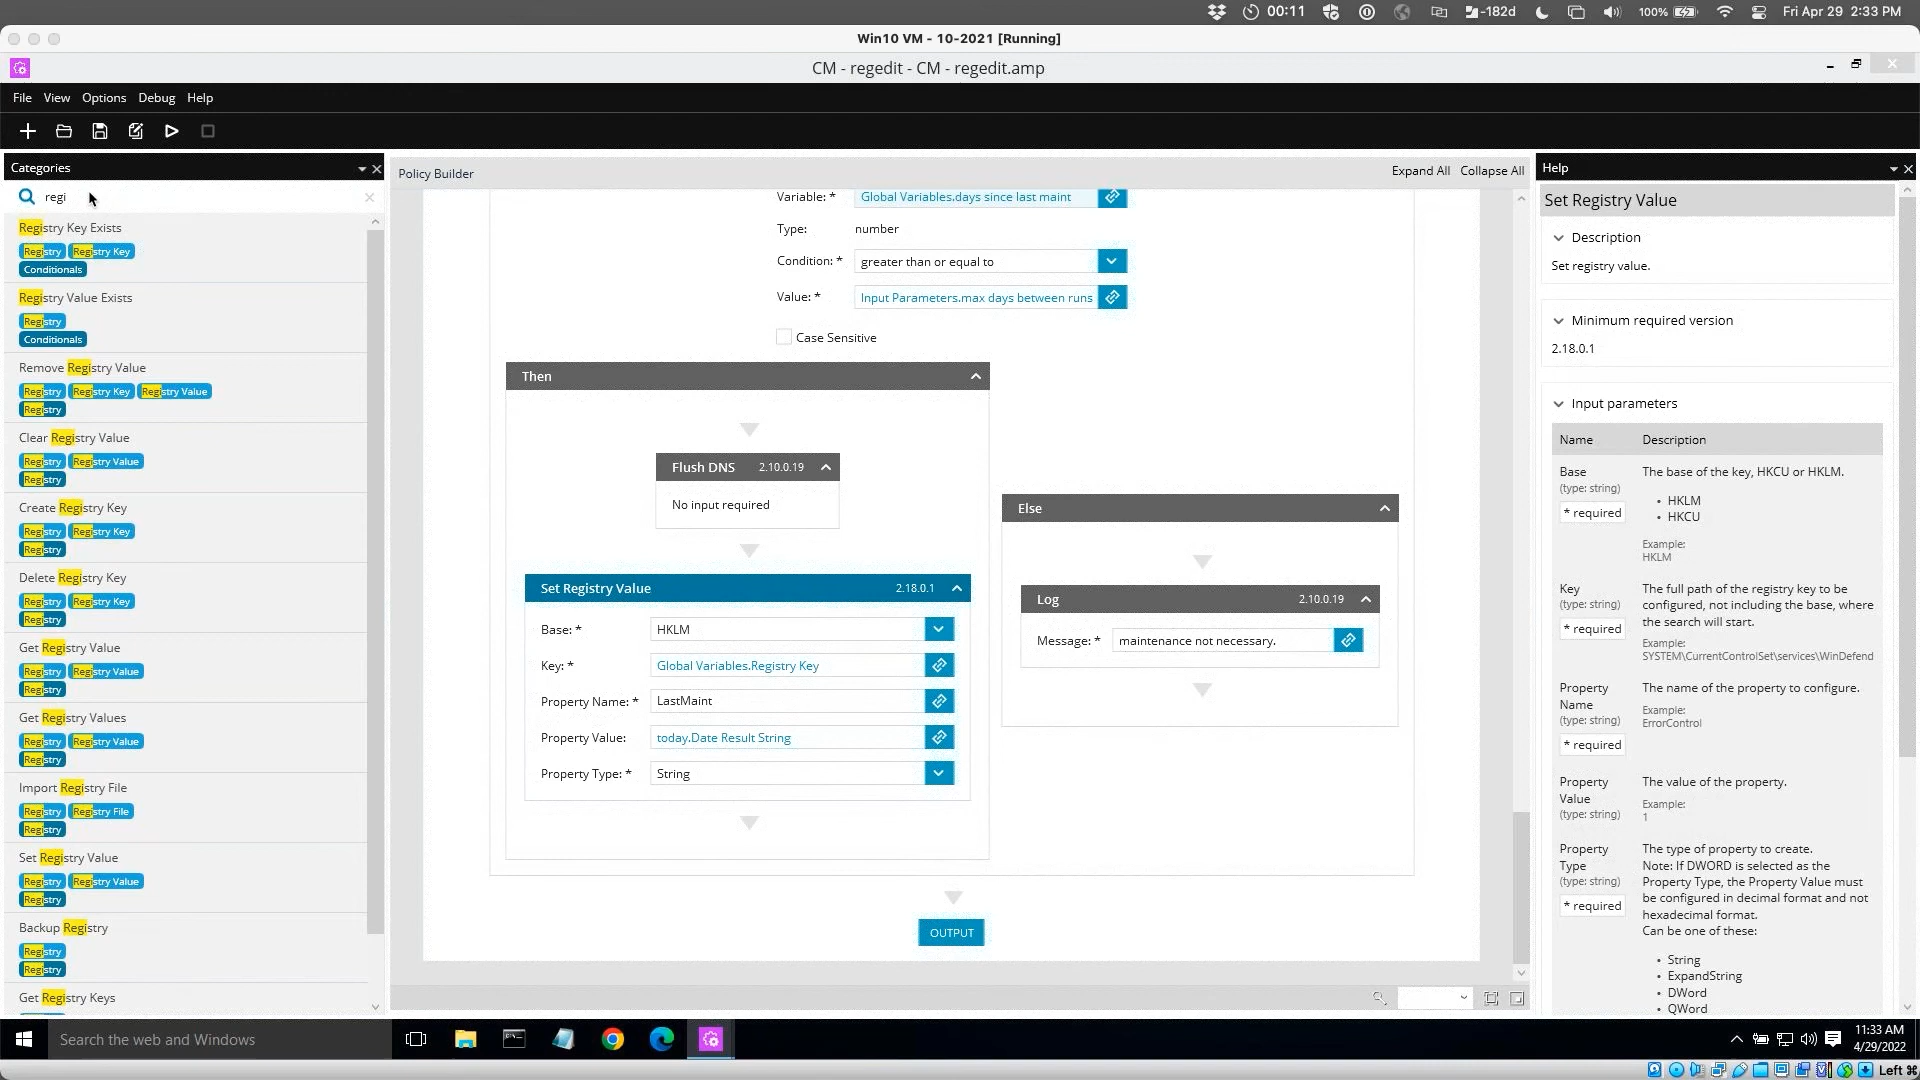 00:11
-182d
100%
Fri Apr 29 2:33 PM
Win10 VM - 10-2021 [Running]
CM - regedit - CM - regedit.amp
File View Options Debug Help
Categories
regi
Registry Key Exists
Registry Registry Key
Conditionals
Registry Value Exists
Registry
Conditionals
Remove Registry Value
Registry Registry Key Registry Value
Registry
Clear Registry Value
Registry Registry Value
Registry
Create Registry Key
Registry Registry Key
Registry
Delete Registry Key
Registry Registry Key
Registry
Get Registry Value
Registry Registry Value
Registry
Get Registry Values
Registry Registry Value
Registry
Import Registry File
Registry Registry File
Registry
Set Registry Value
Registry Registry Value
Registry
Backup Registry
Registry
Registry
Get Registry Keys
Policy Builder
Expand All Collapse All
Variable: * Global Variables.days since last maint
Type: number
Condition: * greater than or equal to
Value: * Input Parameters.max days between runs
Case Sensitive
Then
Flush DNS 2.10.0.19
No input required
Set Registry Value 2.18.0.1
Base: * HKLM
Key: * Global Variables.Registry Key
Property Name: * LastMaint
Property Value: today.Date Result String
Property Type: * String
Else
Log 2.10.0.19
Message: * maintenance not necessary.
OUTPUT
Help
Set Registry Value
Description
Set registry value.
Minimum required version
2.18.0.1
Input parameters
Name Description
Base
(type: string)
* required
The base of the key, HKCU or HKLM.
• HKLM
• HKCU
Example:
HKLM
Key
(type: string)
* required
The full path of the registry key to be
configured, not including the base, where
the search will start.
Example:
SYSTEM\CurrentControlSet\services\WinDefend
Property
Name
(type: string)
* required
The name of the property to configure.
Example:
ErrorControl
Property
Value
(type: string)
The value of the property.
Example:
1
Property
Type
(type: string)
* required
The type of property to create.
Note: If DWORD is selected as the
Property Type, the Property Value must
be configured in decimal format and not
hexadecimal format.
Can be one of these:
• String
• ExpandString
• DWord
• QWord
Search the web and Windows
11:33 AM
4/29/2022
Left ⌘